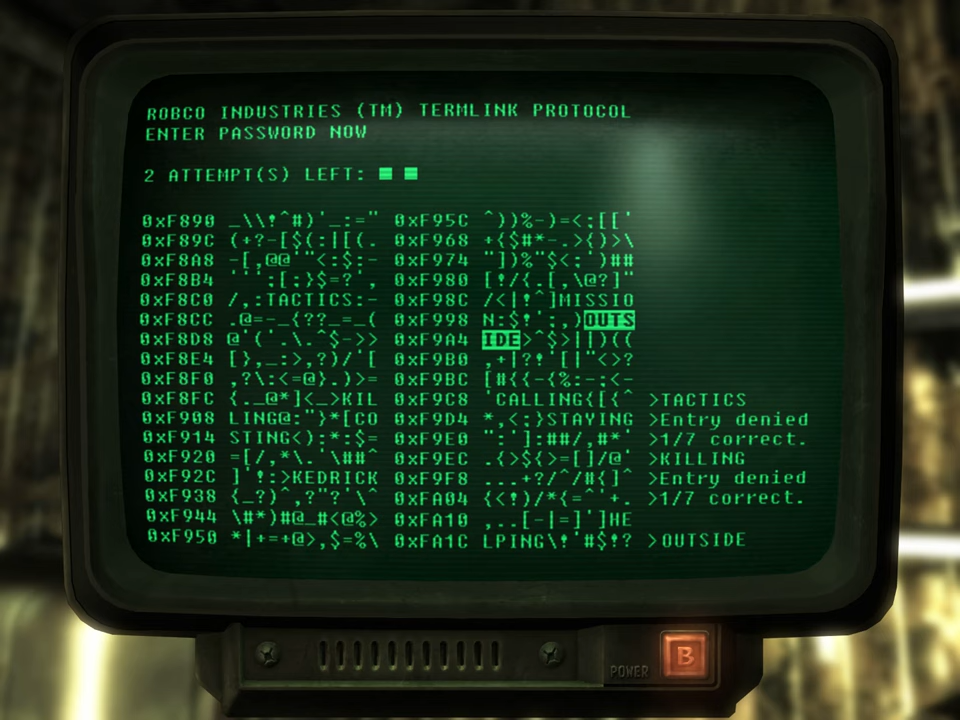 ROBCO INDUSTRIES (TM) TERMLINK PROTOCOL
ENTER PASSWORD NOW
2 ATTEMPT(S) LEFT: ■ ■
0xF890 _\\!^#)'_:=" 0xF95C ^))%-)=<;[['
0xF89C (+?-[$(:|[(. 0xF968 +{$#*-.>{)>\
0xF8A8 -[,@@'"<:$:- 0xF974 "])%"$<;')##
0xF8B4 '¨':[;}$=?', 0xF980 [!/{.[,\@?]"
0xF8C0 /,:TACTICS:- 0xF98C /<|!^]MISSIO
0xF8CC .@=-_{??_=_( 0xF998 N:$!':,)OUTS
0xF8D8 @'(¨.\.^$->> 0xF9A4 IDE>^$>||)((
0xF8E4 [},_:>,?)/'[ 0xF9B0 ,+|?!'[|"<>?
0xF8F0 ,?\:<=@}.)>= 0xF9BC [#{{-{%:-;<-
0xF8FC {._@*]<_>KIL 0xF9C8 'CALLING{[{^ >TACTICS
0xF908 LING@:"}*[CO 0xF9D4 *,<;}STAYING >Entry denied
0xF914 STING<):*:$= 0xF9E0 ":']:##/,#*' >1/7 correct.
0xF920 =[/,*\.'\##^ 0xF9EC .{>${>=[]/@' >KILLING
0xF92C ]'!:>KEDRICK 0xF9F8 ...+?/^/#{]^ >Entry denied
0xF938 {_?)^,?"?'\^ 0xFA04 {<!)/*{=^'+. >1/7 correct.
0xF944 \#*)#@_#<@%> 0xFA10 ,..[-|=]']HE
0xF950 *|+=+@>,$=%\ 0xFA1C LPING\!'#$!? >OUTSIDE
POWER
B